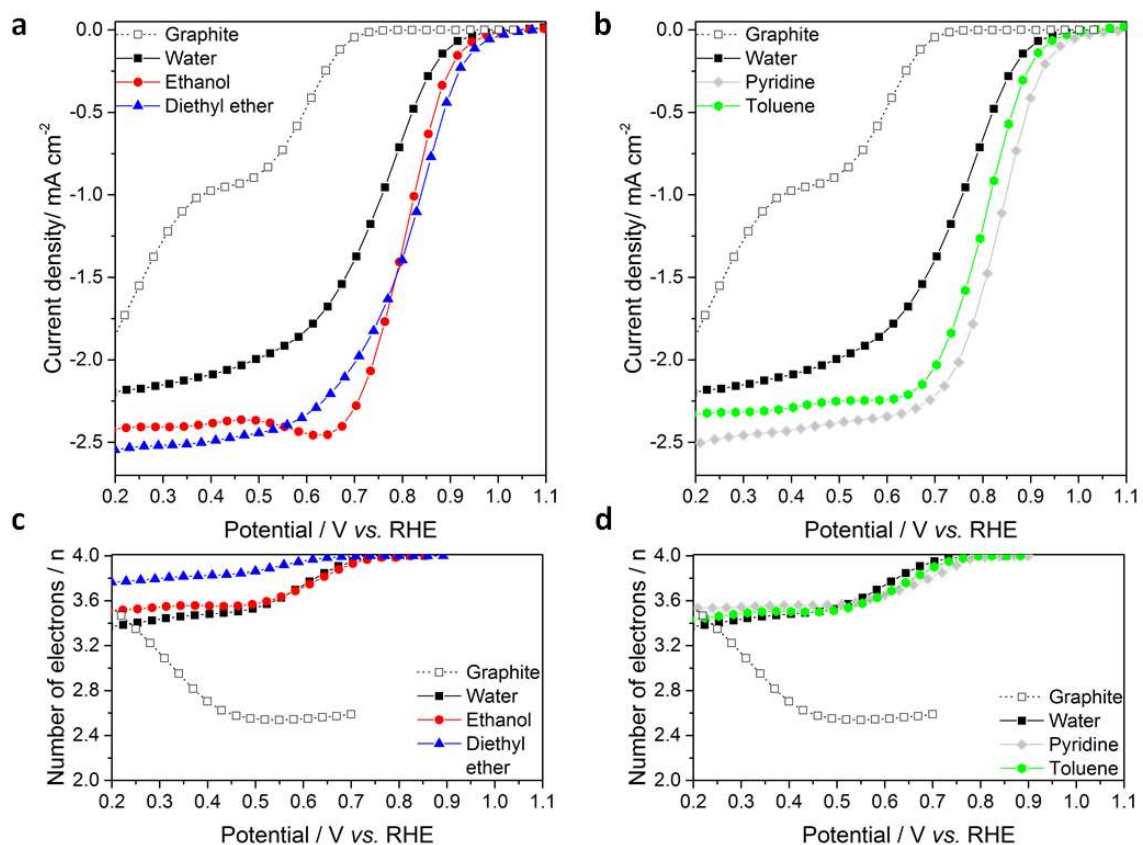 a
0.0
-0.5
-1.0
-1.5
-2.0
-2.5
Current density/ mA cm⁻²
Graphite
Water
Ethanol
Diethyl ether
0.2 0.3 0.4 0.5 0.6 0.7 0.8 0.9 1.0 1.1
Potential / V vs. RHE
b
0.0
-0.5
-1.0
-1.5
-2.0
-2.5
Current density/ mA cm⁻²
Graphite
Water
Pyridine
Toluene
0.2 0.3 0.4 0.5 0.6 0.7 0.8 0.9 1.0 1.1
Potential / V vs. RHE
c
4.0
3.6
3.2
2.8
2.4
2.0
Number of electrons / n
Graphite
Water
Ethanol
Diethyl
ether
0.2 0.3 0.4 0.5 0.6 0.7 0.8 0.9 1.0 1.1
Potential / V vs. RHE
d
4.0
3.6
3.2
2.8
2.4
2.0
Number of electrons / n
Graphite
Water
Pyridine
Toluene
0.2 0.3 0.4 0.5 0.6 0.7 0.8 0.9 1.0 1.1
Potential / V vs. RHE